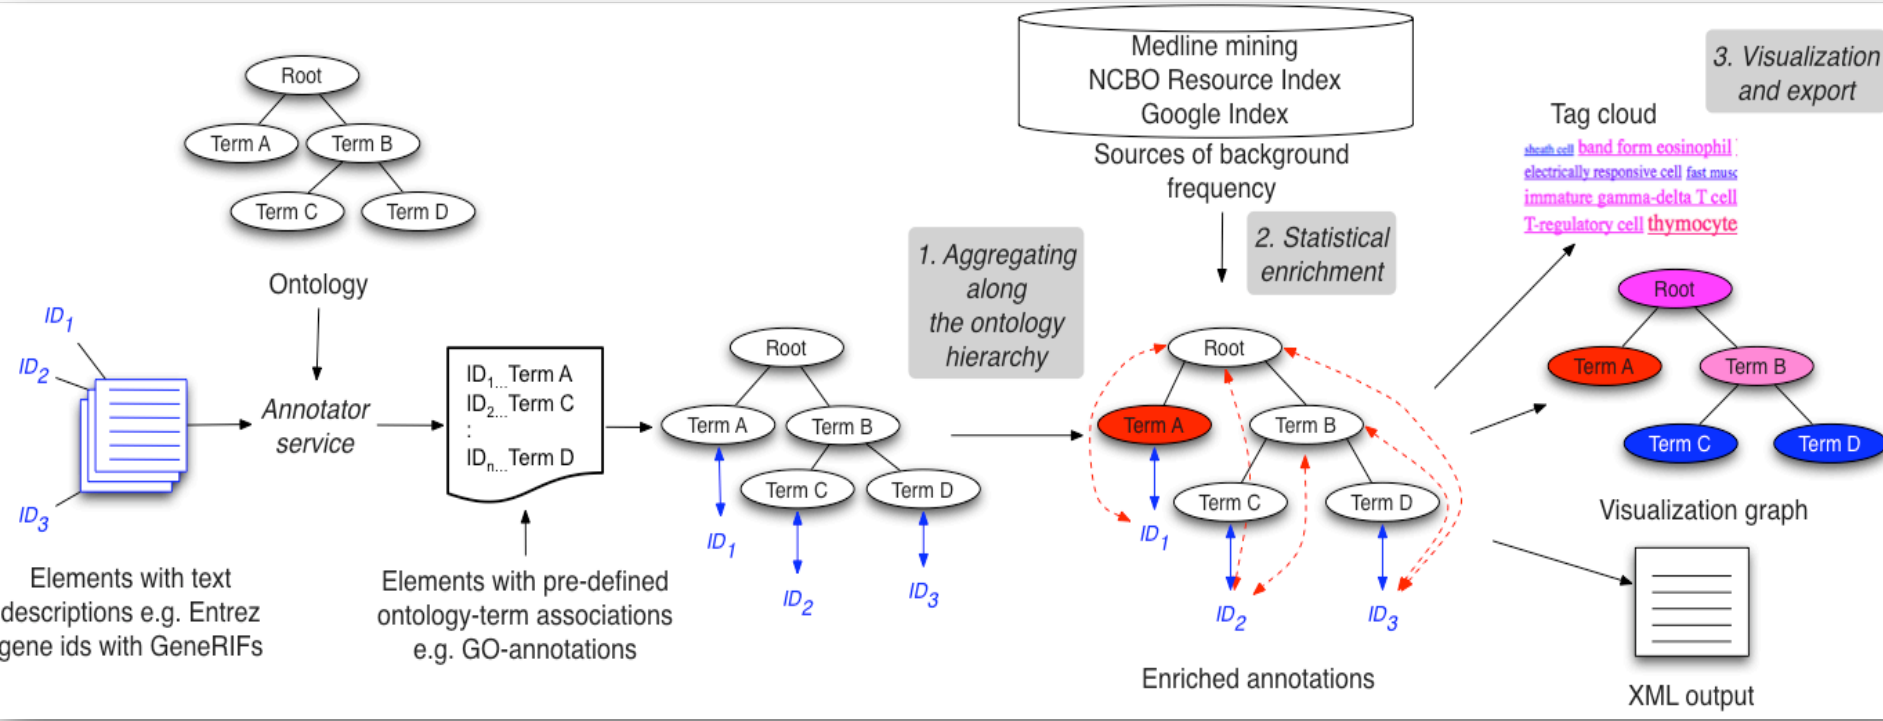 Root
Term A
Term B
Term C
Term D
Ontology
ID1
ID2
ID3
Annotator
service
Elements with text
descriptions e.g. Entrez
gene ids with GeneRIFs
ID1...Term A
ID2...Term C
:
IDn...Term D
Elements with pre-defined
ontology-term associations
e.g. GO-annotations
Root
Term A
Term B
Term C
Term D
ID1
ID2
ID3
1. Aggregating
along
the ontology
hierarchy
Medline mining
NCBO Resource Index
Google Index
Sources of background
frequency
2. Statistical
enrichment
Root
Term A
Term B
Term C
Term D
ID1
ID2
ID3
Enriched annotations
3. Visualization
and export
Tag cloud
sheath cell band form eosinophil
electrically responsive cell fast musc
immature gamma-delta T cell
T-regulatory cell thymocyte
Root
Term A
Term B
Term C
Term D
Visualization graph
XML output